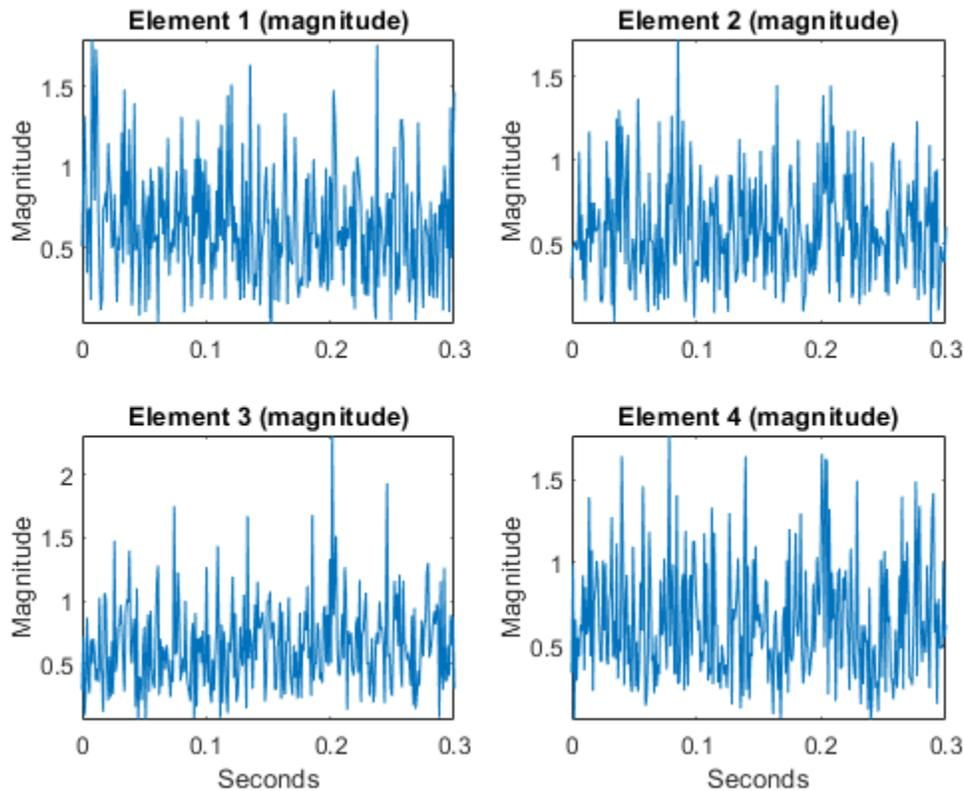 Element 1 (magnitude)
Magnitude
1.5
1
0.5
0 0.1 0.2 0.3
Element 2 (magnitude)
Magnitude
1.5
1
0.5
0 0.1 0.2 0.3
Element 3 (magnitude)
Magnitude
2
1.5
1
0.5
0 0.1 0.2 0.3
Seconds
Element 4 (magnitude)
Magnitude
1.5
1
0.5
0 0.1 0.2 0.3
Seconds